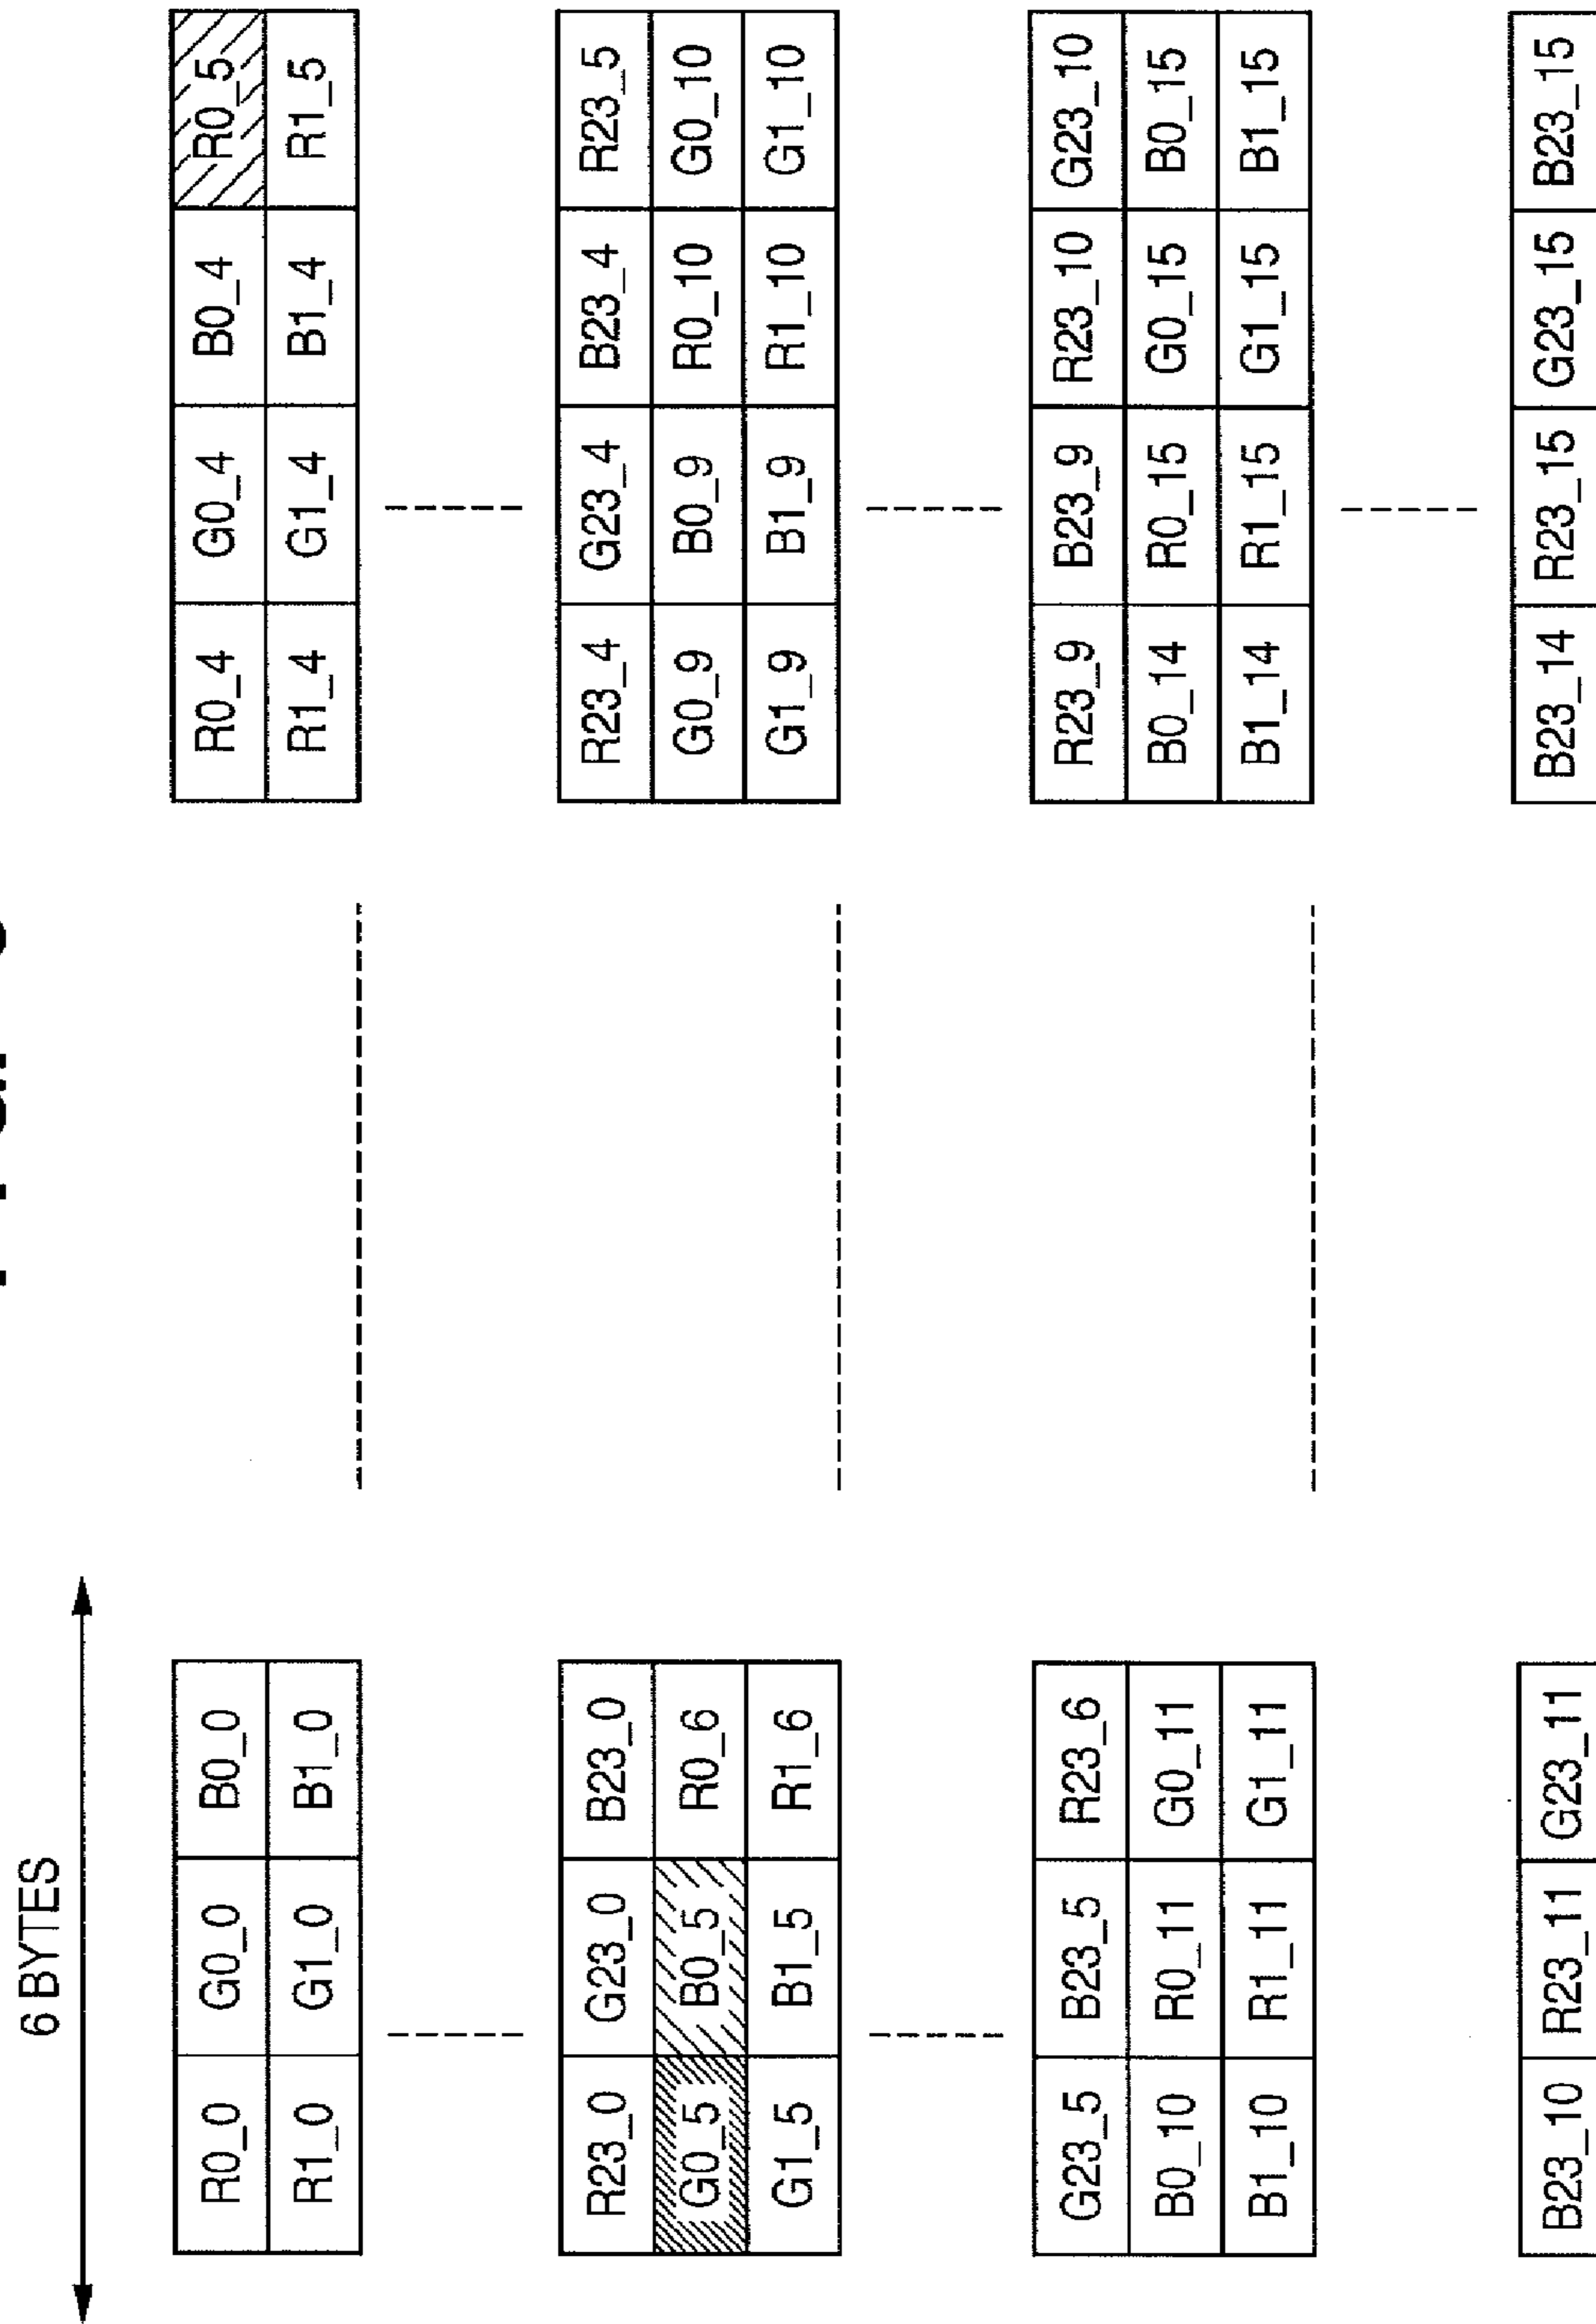 6 BYTES
R0_0 G0_0 B0_0 R0_4 G0_4 B0_4 R0_5
R1_0 G1_0 B1_0 R1_4 G1_4 B1_4 R1_5
R23_0 G23_0 B23_0 R23_4 G23_4 B23_4 R23_5
G0_5 B0_5 R0_6 G0_9 B0_9 R0_10 G0_10
G1_5 B1_5 R1_6 G1_9 B1_9 R1_10 G1_10
G23_5 B23_5 R23_6 R23_9 B23_9 R23_10 G23_10
B0_10 R0_11 G0_11 B0_14 R0_15 G0_15 B0_15
B1_10 R1_11 G1_11 B1_14 R1_15 G1_15 B1_15
B23_10 R23_11 G23_11 B23_14 R23_15 G23_15 B23_15